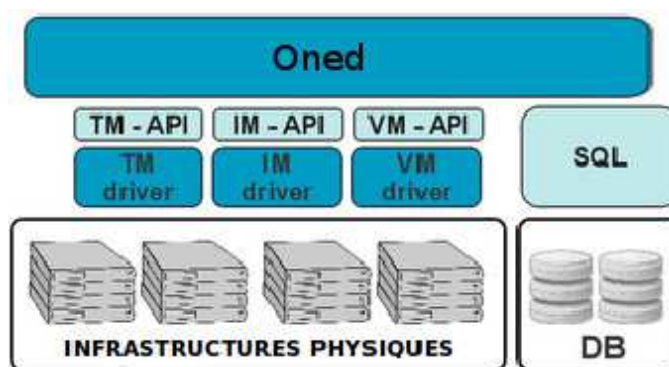 Oned
TM - API IM - API VM - API
SQL
TM driver
IM driver
VM driver
INFRASTRUCTURES PHYSIQUES
DB